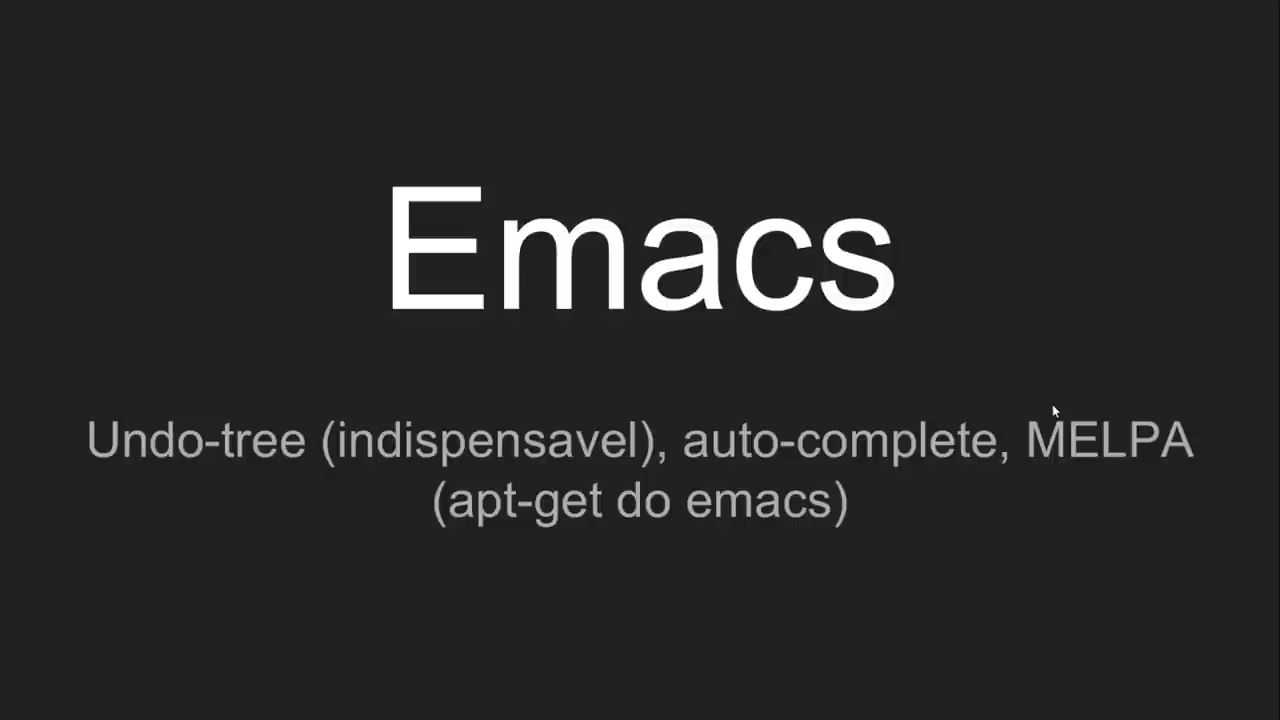 Emacs
Undo-tree (indispensavel), auto-complete, MELPA
(apt-get do emacs)